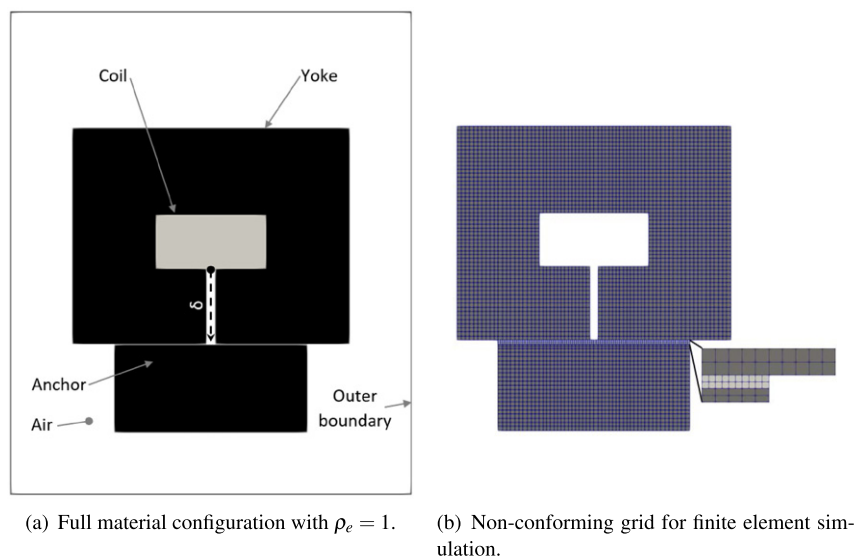 Coil
Yoke
δ
Anchor
Air
Outer
boundary
(a) Full material configuration with ρₑ = 1.
(b) Non-conforming grid for finite element sim-
ulation.